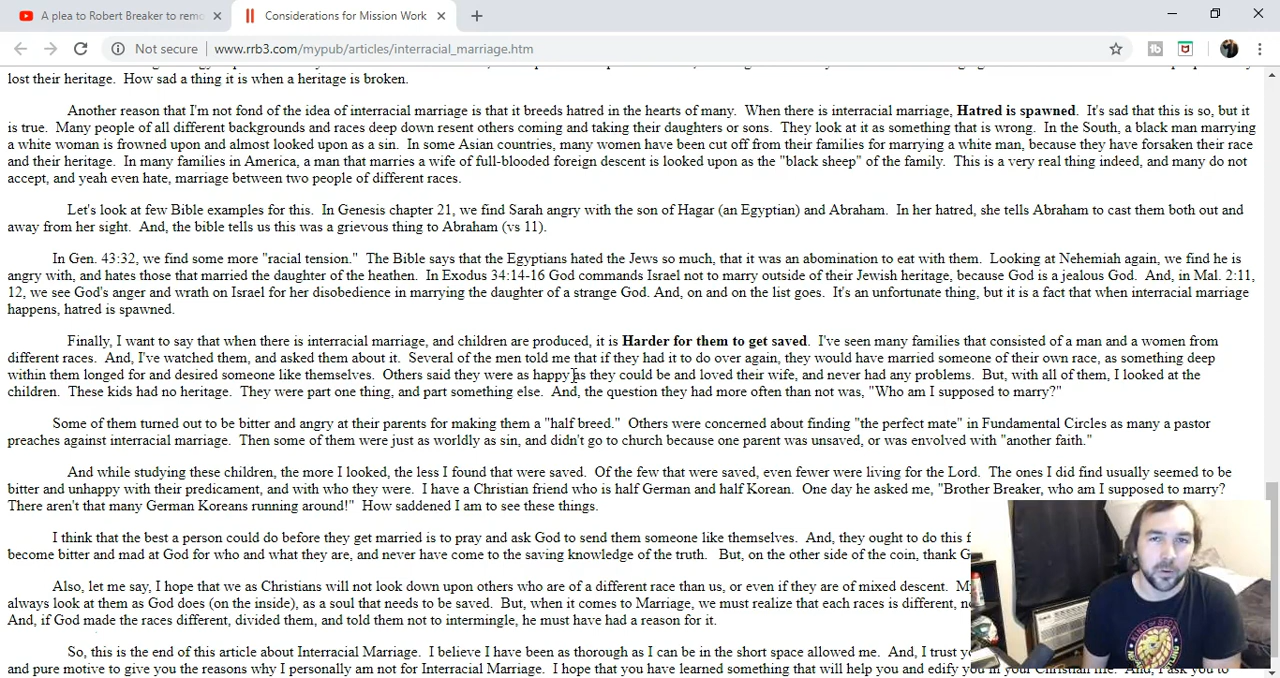 A plea to Robert Breaker to remo
Considerations for Mission Work
Not secure | www.rrb3.com/mypub/articles/interracial_marriage.htm
lost their heritage. How sad a thing it is when a heritage is broken.
Another reason that I'm not fond of the idea of interracial marriage is that it breeds hatred in the hearts of many. When there is interracial marriage, Hatred is spawned. It's sad that this is so, but it
is true. Many people of all different backgrounds and races deep down resent others coming and taking their daughters or sons. They look at it as something that is wrong. In the South, a black man marrying
a white woman is frowned upon and almost looked upon as a sin. In some Asian countries, many women have been cut off from their families for marrying a white man, because they have forsaken their race
and their heritage. In many families in America, a man that marries a wife of full-blooded foreign descent is looked upon as the "black sheep" of the family. This is a very real thing indeed, and many do not
accept, and yeah even hate, marriage between two people of different races.
Let's look at few Bible examples for this. In Genesis chapter 21, we find Sarah angry with the son of Hagar (an Egyptian) and Abraham. In her hatred, she tells Abraham to cast them both out and
away from her sight. And, the bible tells us this was a grievous thing to Abraham (vs 11).
In Gen. 43:32, we find some more "racial tension." The Bible says that the Egyptians hated the Jews so much, that it was an abomination to eat with them. Looking at Nehemiah again, we find he is
angry with, and hates those that married the daughter of the heathen. In Exodus 34:14-16 God commands Israel not to marry outside of their Jewish heritage, because God is a jealous God. And, in Mal. 2:11,
12, we see God's anger and wrath on Israel for her disobedience in marrying the daughter of a strange God. And, on and on the list goes. It's an unfortunate thing, but it is a fact that when interracial marriage
happens, hatred is spawned.
Finally, I want to say that when there is interracial marriage, and children are produced, it is Harder for them to get saved. I've seen many families that consisted of a man and a women from
different races. And, I've watched them, and asked them about it. Several of the men told me that if they had it to do over again, they would have married someone of their own race, as something deep
within them longed for and desired someone like themselves. Others said they were as happy as they could be and loved their wife, and never had any problems. But, with all of them, I looked at the
children. These kids had no heritage. They were part one thing, and part something else. And, the question they had more often than not was, "Who am I supposed to marry?"
Some of them turned out to be bitter and angry at their parents for making them a "half breed." Others were concerned about finding "the perfect mate" in Fundamental Circles as many a pastor
preaches against interracial marriage. Then some of them were just as worldly as sin, and didn't go to church because one parent was unsaved, or was envolved with "another faith."
And while studying these children, the more I looked, the less I found that were saved. Of the few that were saved, even fewer were living for the Lord. The ones I did find usually seemed to be
bitter and unhappy with their predicament, and with who they were. I have a Christian friend who is half German and half Korean. One day he asked me, "Brother Breaker, who am I supposed to marry?
There aren't that many German Koreans running around!" How saddened I am to see these things.
I think that the best a person could do before they get married is to pray and ask God to send them someone like themselves. And, they ought to do this f
become bitter and mad at God for who and what they are, and never have come to the saving knowledge of the truth. But, on the other side of the coin, thank G
Also, let me say, I hope that we as Christians will not look down upon others who are of a different race than us, or even if they are of mixed descent. M
always look at them as God does (on the inside), as a soul that needs to be saved. But, when it comes to Marriage, we must realize that each races is different, n
And, if God made the races different, divided them, and told them not to intermingle, he must have had a reason for it.
So, this is the end of this article about Interracial Marriage. I believe I have been as thorough as I can be in the short space allowed me. And, I trust y
and pure motive to give you the reasons why I personally am not for Interracial Marriage. I hope that you have learned something that will help you and edify you in your Christian life. And, I ask you to